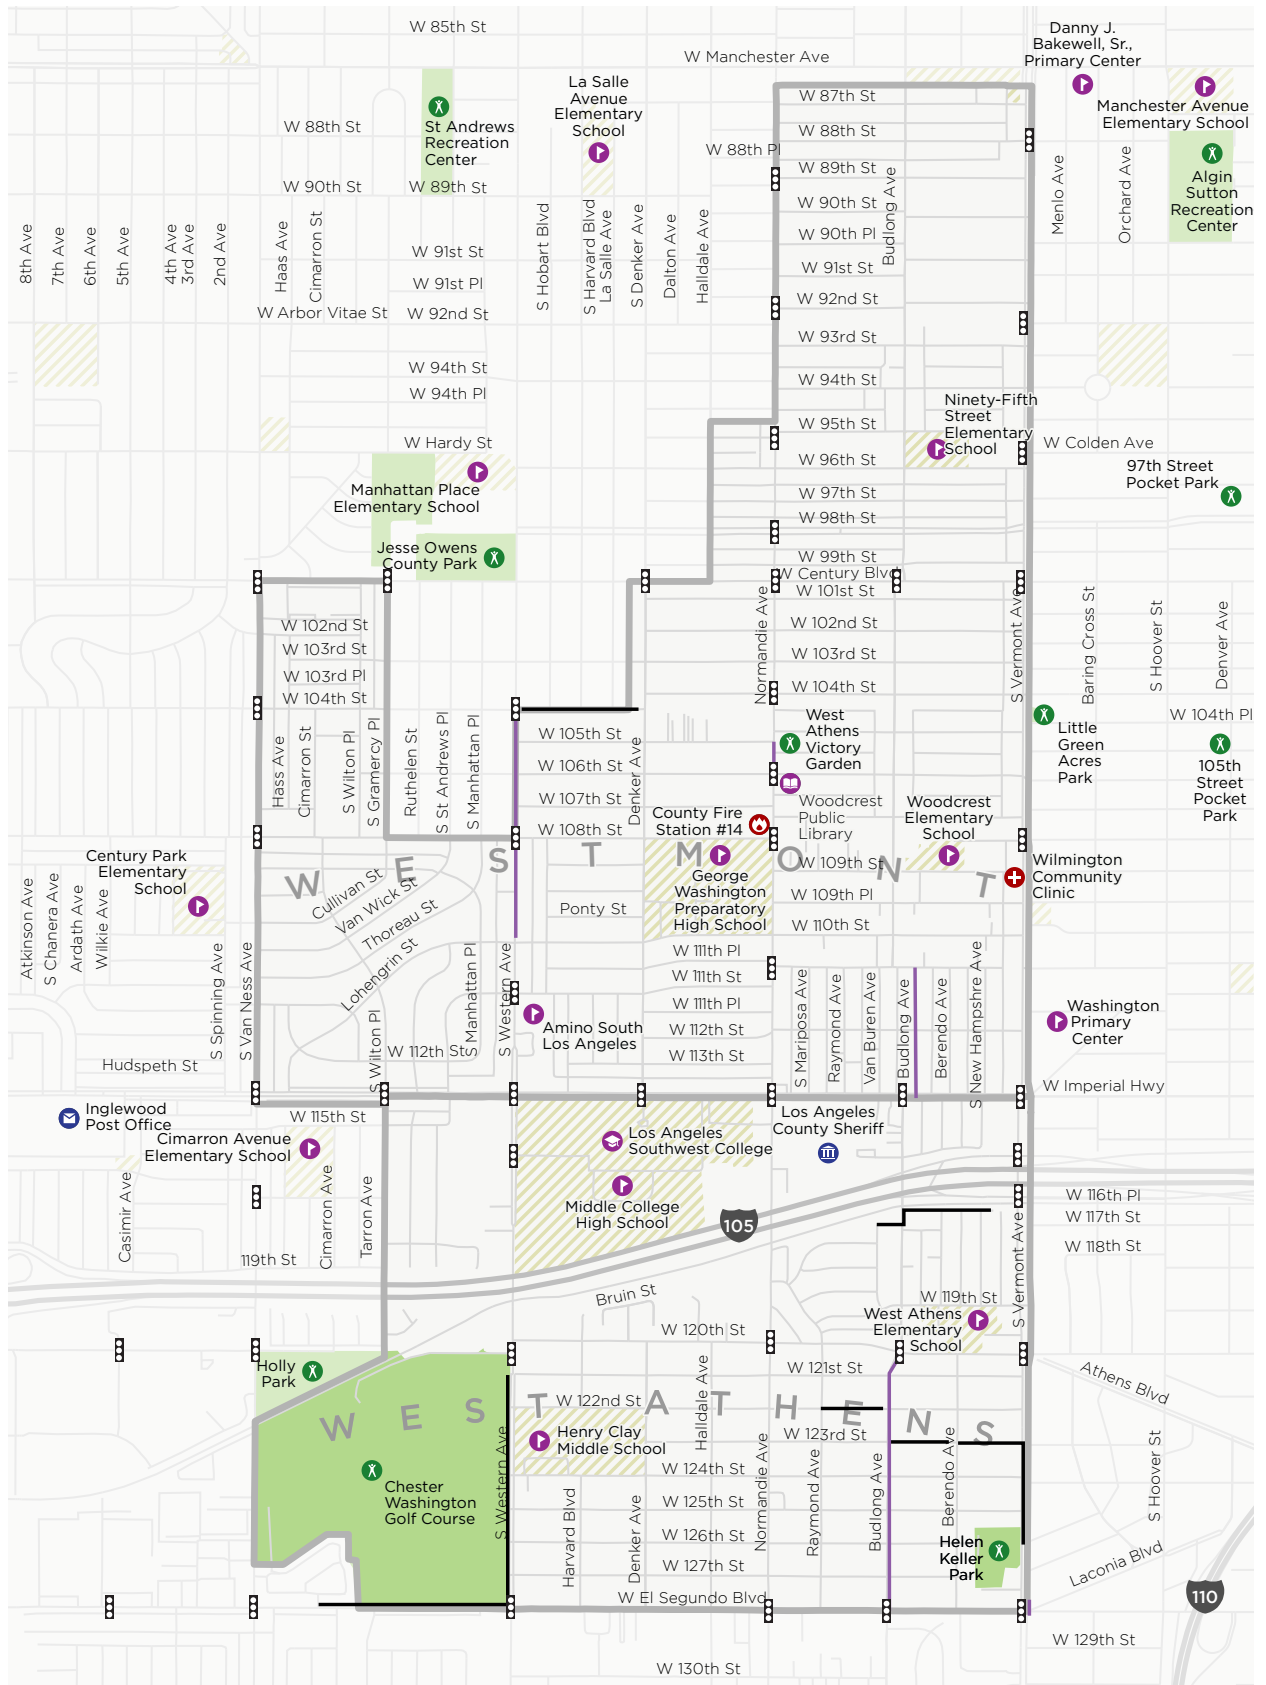 W 85th St
W Manchester Ave
Danny J.
Bakewell, Sr.,
Primary Center
La Salle
Avenue
Elementary
School
W 87th St
Manchester Avenue
Elementary School
St Andrews
Recreation
Center
W 88th St
W 88th St
W 88th Pl
W 89th St
W 90th St
W 89th St
Algin
Sutton
Recreation
Center
Menlo Ave
Orchard Ave
Budlong Ave
W 90th St
W 90th Pl
W 91st St
W 92nd St
8th Ave
7th Ave
6th Ave
5th Ave
4th Ave
3rd Ave
2nd Ave
Haas Ave
Cimarron St
W 91st St
W 91st Pl
W Arbor Vitae St
W 92nd St
S Hobart Blvd
S Harvard Blvd
La Salle Ave
S Denker Ave
Dalton Ave
Halldale Ave
W 93rd St
W 94th St
W 94th St
W 94th Pl
Ninety-Fifth
Street
Elementary
School
W 95th St
W Hardy St
W Colden Ave
W 96th St
97th Street
Pocket Park
Manhattan Place
Elementary School
W 97th St
W 98th St
Jesse Owens
County Park
W 99th St
W Century Blvd
W 101st St
W 102nd St
W 102nd St
W 103rd St
W 103rd St
W 103rd Pl
W 104th St
W 104th St
Normandie Ave
S Vermont Ave
Baring Cross St
S Hoover St
Denver Ave
W 104th Pl
West
Athens
Victory
Garden
Little
Green
Acres
Park
105th
Street
Pocket
Park
Hass Ave
Cimarron St
S Wilton Pl
S Gramercy Pl
Ruthelen St
S St Andrews Pl
S Manhattan Pl
W 105th St
W 106th St
W 107th St
W 108th St
Denker Ave
County Fire
Station #14
Woodcrest
Public
Library
Woodcrest
Elementary
School
WESTMONT
Century Park
Elementary
School
W 109th St
Wilmington
Community
Clinic
George
Washington
Preparatory
High School
W 109th Pl
W 110th St
Cullivan St
Van Wick St
Thoreau St
Lohengrin St
Ponty St
Atkinson Ave
S Chanera Ave
Ardath Ave
Wilkie Ave
S Spinning Ave
S Van Ness Ave
S Wilton Pl
S Manhattan Pl
S Western Ave
W 111th Pl
W 111th St
W 111th Pl
W 112th St
W 113th St
Amino South
Los Angeles
W 112th St
Hudspeth St
S Mariposa Ave
Raymond Ave
Van Buren Ave
Budlong Ave
Berendo Ave
S New Hampshre Ave
Washington
Primary
Center
W Imperial Hwy
Inglewood
Post Office
W 115th St
Cimarron Avenue
Elementary School
Los Angeles
Southwest College
Los Angeles
County Sheriff
Middle College
High School
Casimir Ave
Cimarron Ave
Tarron Ave
119th St
105
W 116th Pl
W 117th St
W 118th St
S Vermont Ave
Bruin St
W 119th St
West Athens
Elementary
School
W 120th St
W 121st St
Holly
Park
Athens Blvd
W 122nd St
Halldale Ave
WEST ATHENS
Henry Clay
Middle School
W 123rd St
W 124th St
W 125th St
W 126th St
W 127th St
Chester
Washington
Golf Course
S Western Ave
Harvard Blvd
Denker Ave
Normandie Ave
Raymond Ave
Budlong Ave
Berendo Ave
S Hoover St
Helen
Keller
Park
Laconia Blvd
W El Segundo Blvd
110
W 129th St
W 130th St